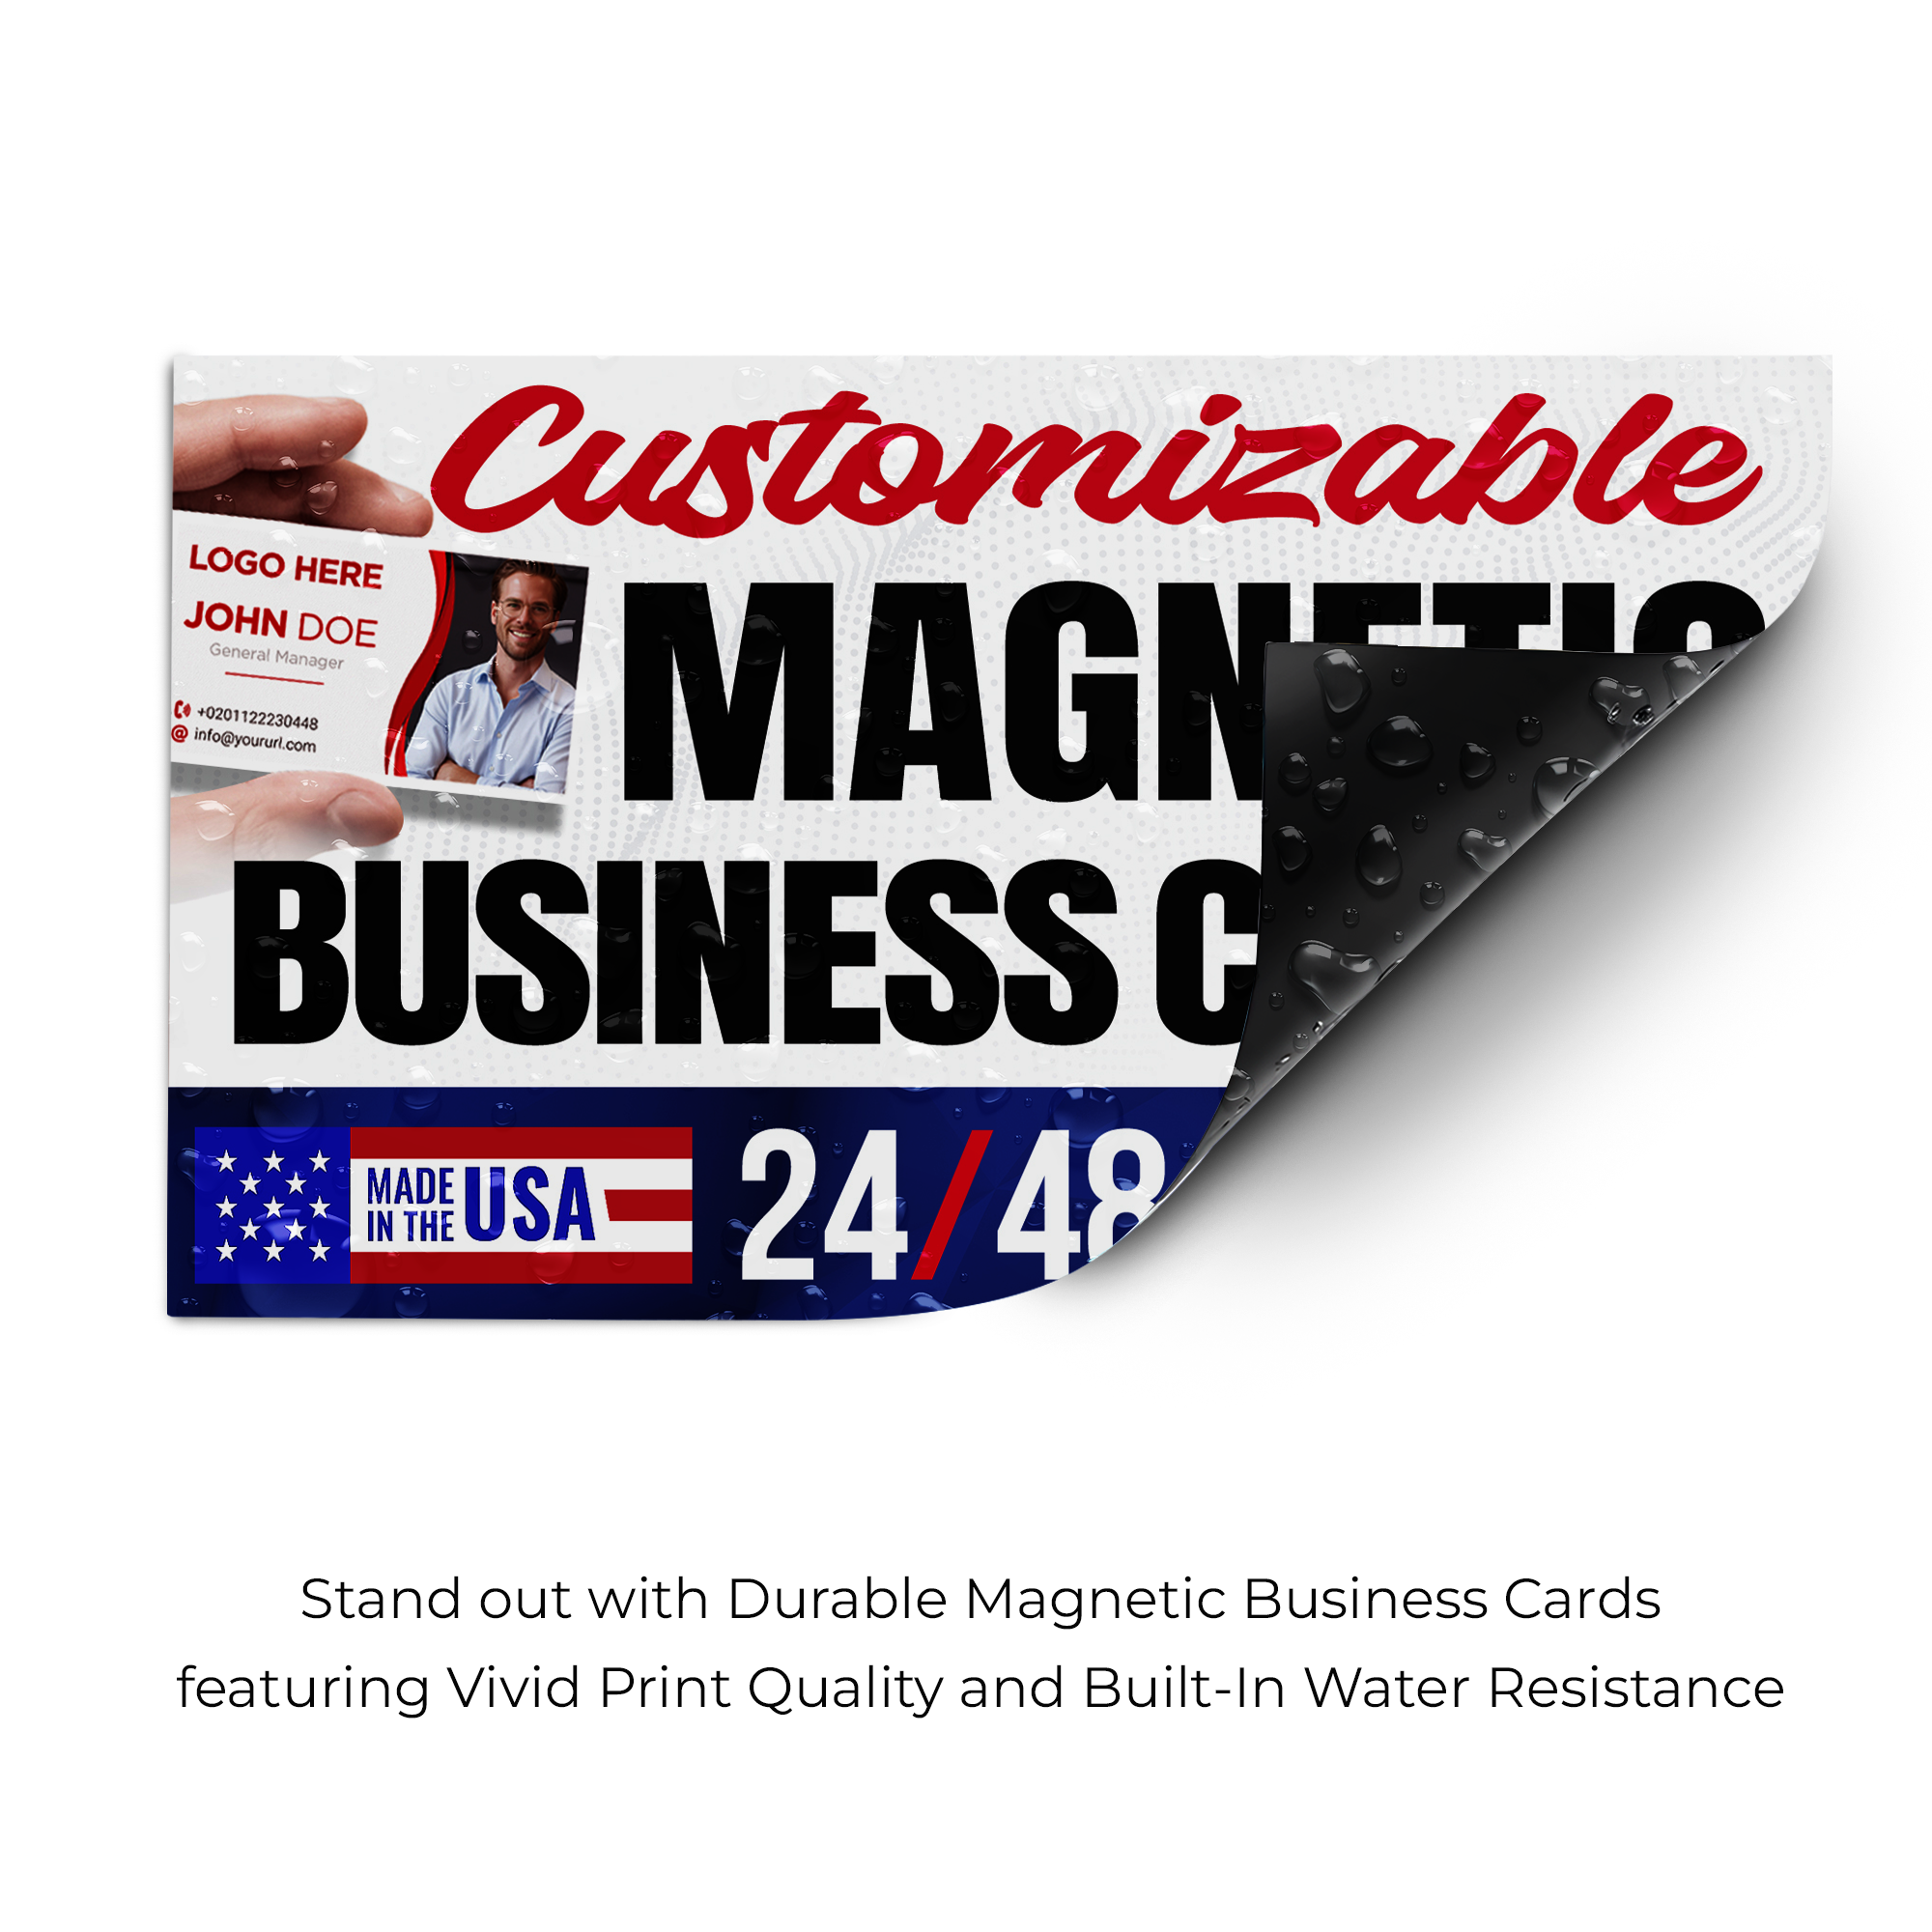 Customizable
LOGO HERE
JOHN DOE
General Manager
+0201122230448
info@yoururl.com
MAGNETIC
BUSINESS C
MADE
IN THE
USA
24/48
Stand out with Durable Magnetic Business Cards
featuring Vivid Print Quality and Built-In Water Resistance